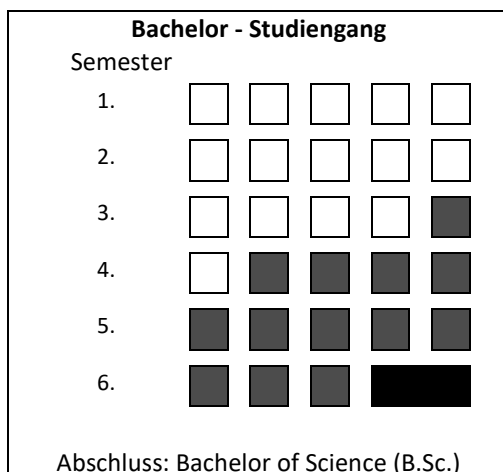 Bachelor - Studiengang
Semester
1.
2.
3.
4.
5.
6.
Abschluss: Bachelor of Science (B.Sc.)